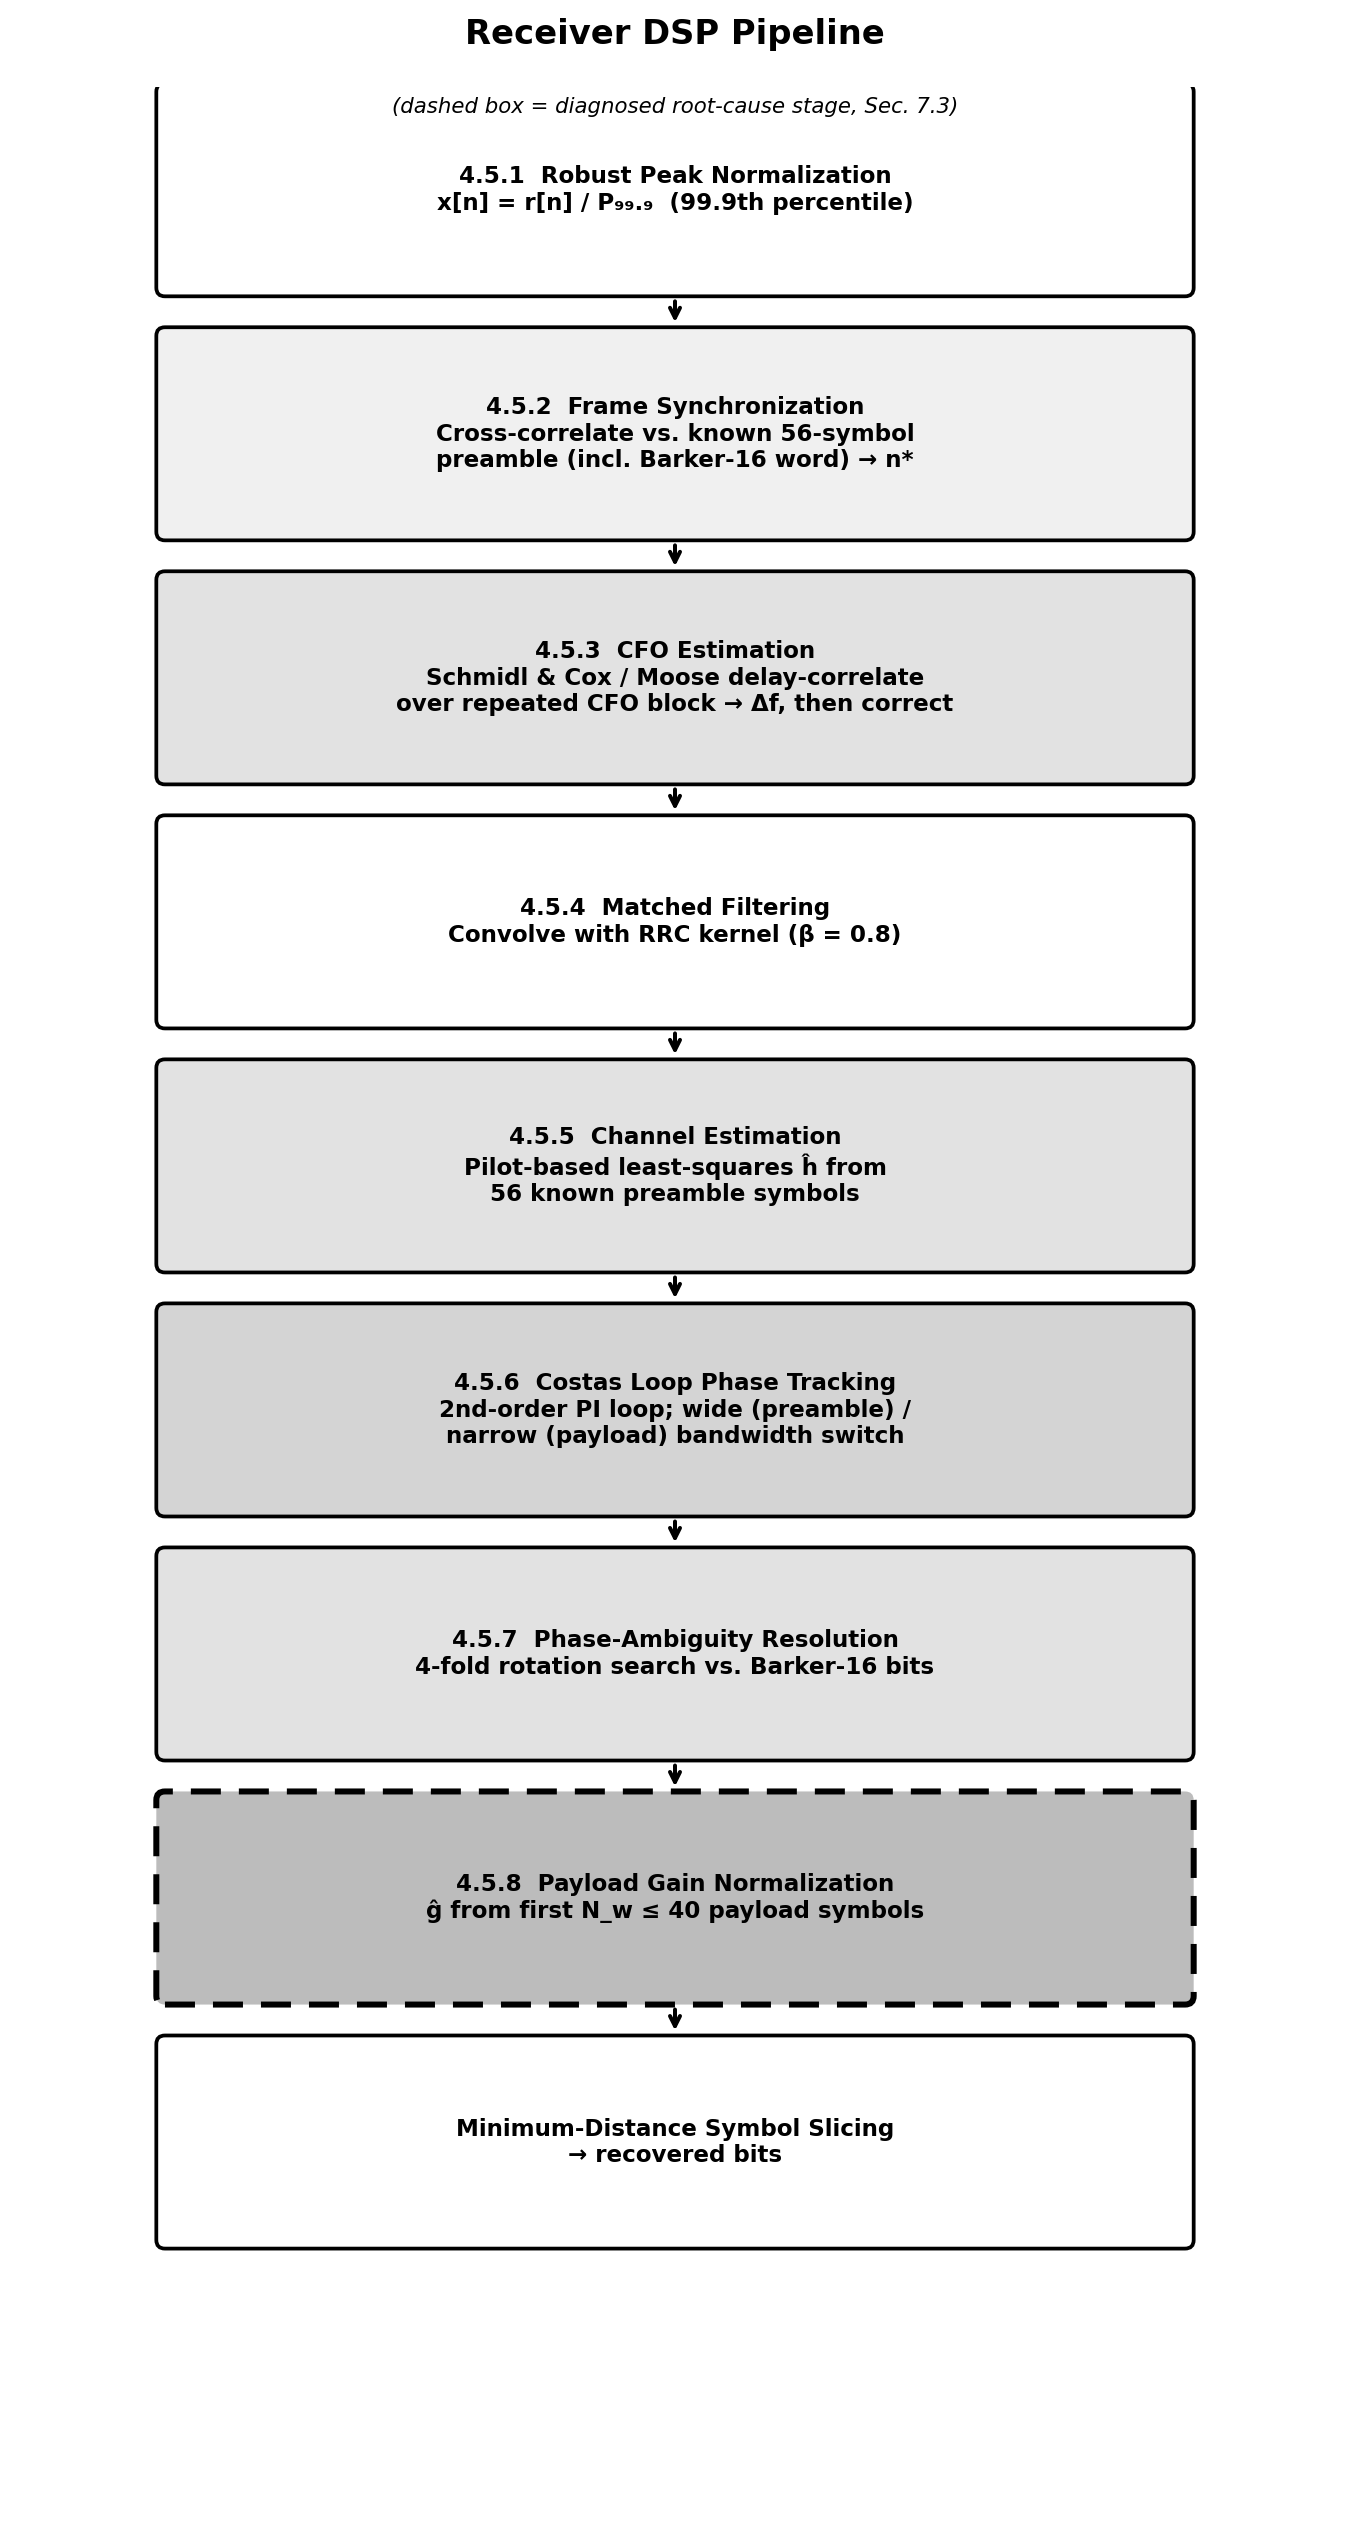 Receiver DSP Pipeline
(dashed box = diagnosed root-cause stage, Sec. 7.3)
4.5.1  Robust Peak Normalization
x[n] = r[n] / P₉₉.₉  (99.9th percentile)
4.5.2  Frame Synchronization
Cross-correlate vs. known 56-symbol
preamble (incl. Barker-16 word) → n*
4.5.3  CFO Estimation
Schmidl & Cox / Moose delay-correlate
over repeated CFO block → Δf, then correct
4.5.4  Matched Filtering
Convolve with RRC kernel (β = 0.8)
4.5.5  Channel Estimation
Pilot-based least-squares ĥ from
56 known preamble symbols
4.5.6  Costas Loop Phase Tracking
2nd-order PI loop; wide (preamble) /
narrow (payload) bandwidth switch
4.5.7  Phase-Ambiguity Resolution
4-fold rotation search vs. Barker-16 bits
4.5.8  Payload Gain Normalization
ĝ from first N_w ≤ 40 payload symbols
Minimum-Distance Symbol Slicing
→ recovered bits